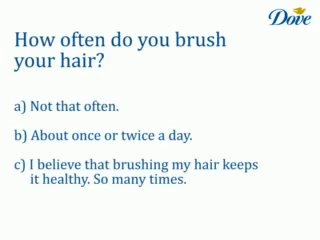 Dove
How often do you brush
your hair?
a) Not that often.
b) About once or twice a day.
c) I believe that brushing my hair keeps
it healthy. So many times.